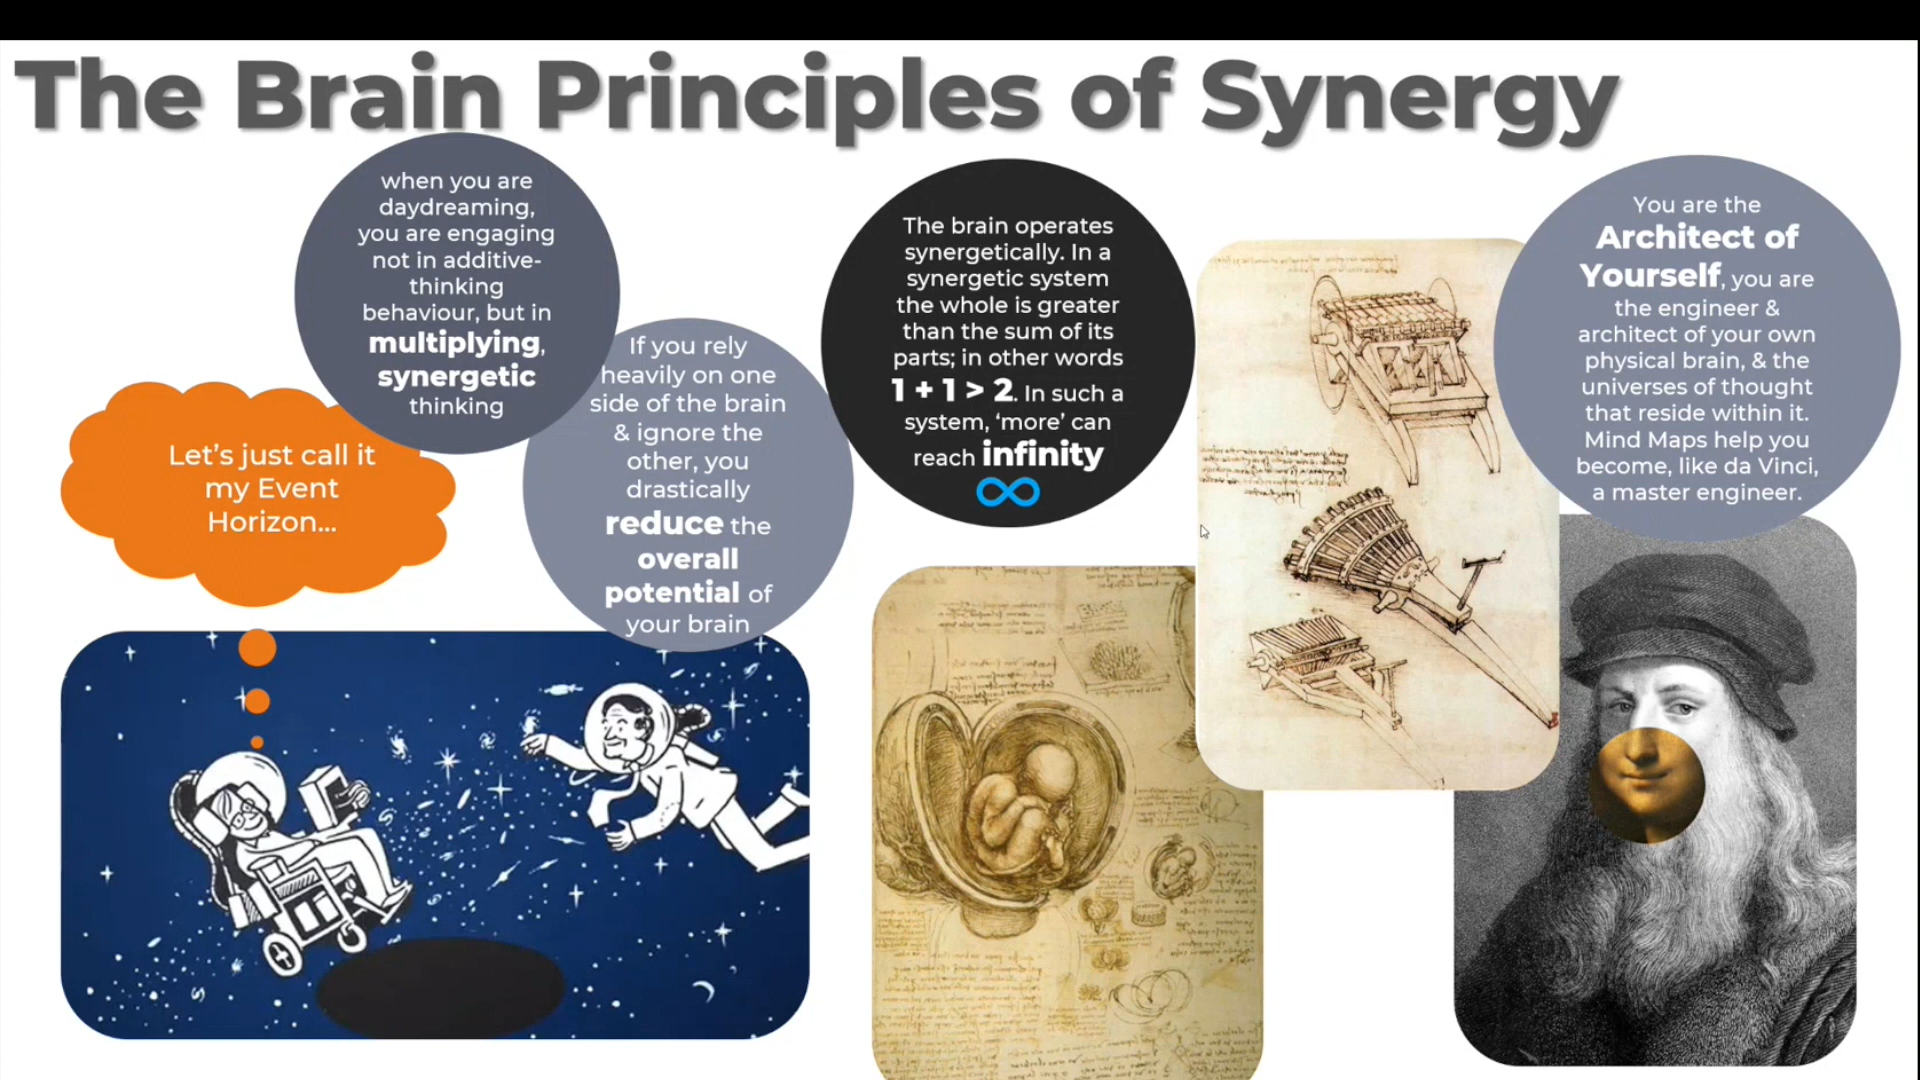 The Brain Principles of Synergy
when you are
daydreaming,
you are engaging
not in additive-
thinking
behaviour, but in
multiplying,
synergetic
thinking
Let's just call it
my Event
Horizon...
If you rely
heavily on one
side of the brain
& ignore the
other, you
drastically
reduce the
overall
potential of
your brain
The brain operates
synergetically. In a
synergetic system
the whole is greater
than the sum of its
parts; in other words
1 + 1 > 2. In such a
system, ‘more’ can
reach infinity
You are the
Architect of
Yourself, you are
the engineer &
architect of your own
physical brain, & the
universes of thought
that reside within it.
Mind Maps help you
become, like da Vinci,
a master engineer.